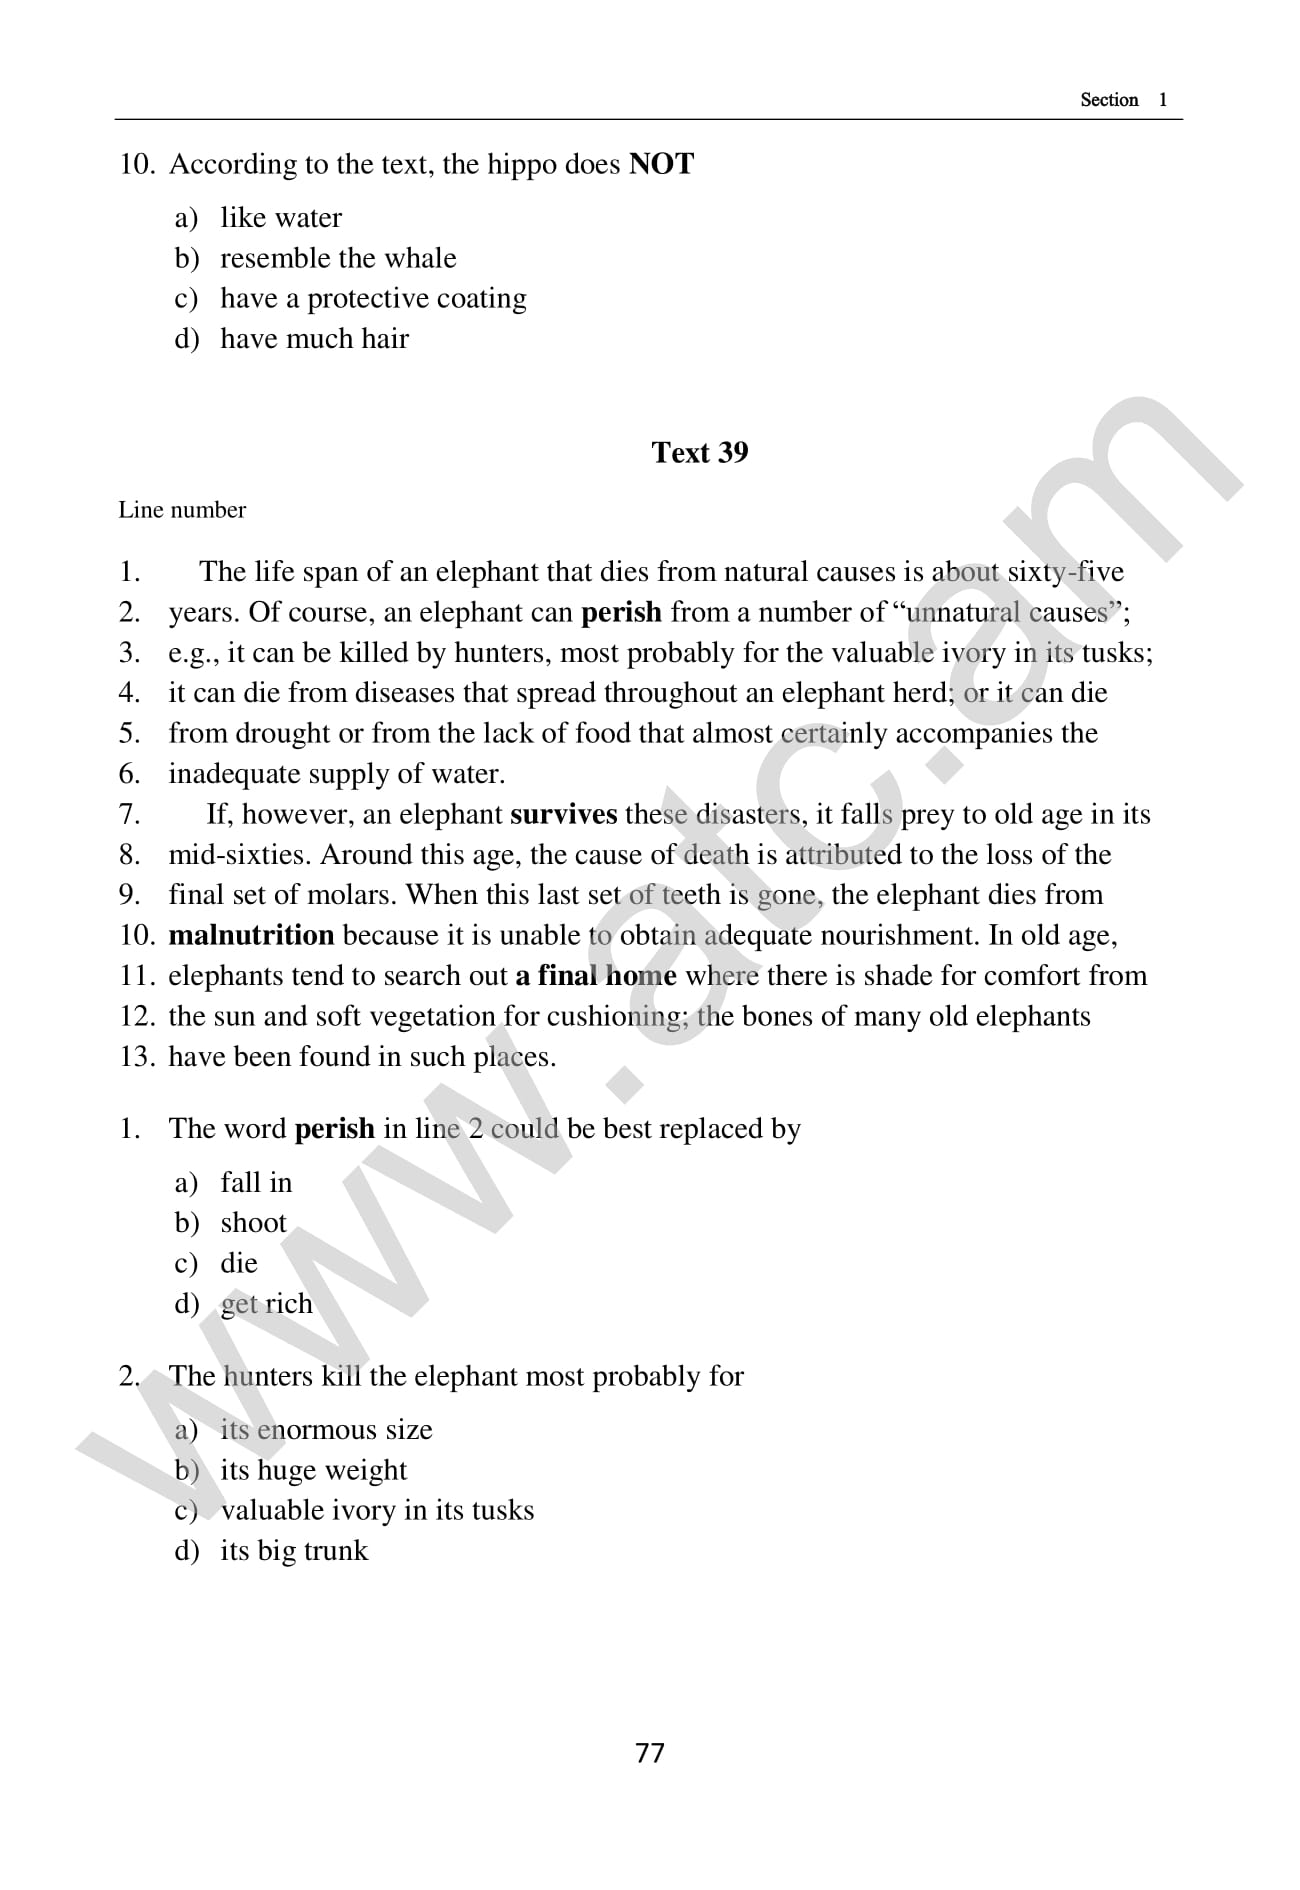 Section 1
10. According to the text, the hippo does NOT
a) like water
b) resemble the whale
c) have a protective coating
d) have much hair
Text 39
Line number
1. The life span of an elephant that dies from natural causes is about sixty-five
2. years. Of course, an elephant can perish from a number of “unnatural causes”;
3. e.g., it can be killed by hunters, most probably for the valuable ivory in its tusks;
4. it can die from diseases that spread throughout an elephant herd; or it can die
5. from drought or from the lack of food that almost certainly accompanies the
6. inadequate supply of water.
7. If, however, an elephant survives these disasters, it falls prey to old age in its
8. mid-sixties. Around this age, the cause of death is attributed to the loss of the
9. final set of molars. When this last set of teeth is gone, the elephant dies from
10. malnutrition because it is unable to obtain adequate nourishment. In old age,
11. elephants tend to search out a final home where there is shade for comfort from
12. the sun and soft vegetation for cushioning; the bones of many old elephants
13. have been found in such places.
1. The word perish in line 2 could be best replaced by
a) fall in
b) shoot
c) die
d) get rich
2. The hunters kill the elephant most probably for
a) its enormous size
b) its huge weight
c) valuable ivory in its tusks
d) its big trunk
77
www.atc.am